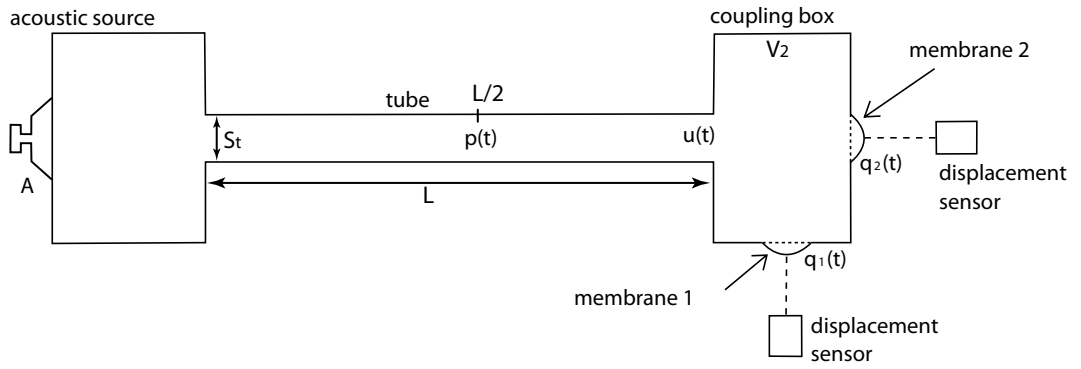 acoustic source
coupling box
V2
membrane 2
tube
L/2
St
p(t)
u(t)
A
L
q2(t)
displacement
sensor
q1(t)
membrane 1
displacement
sensor